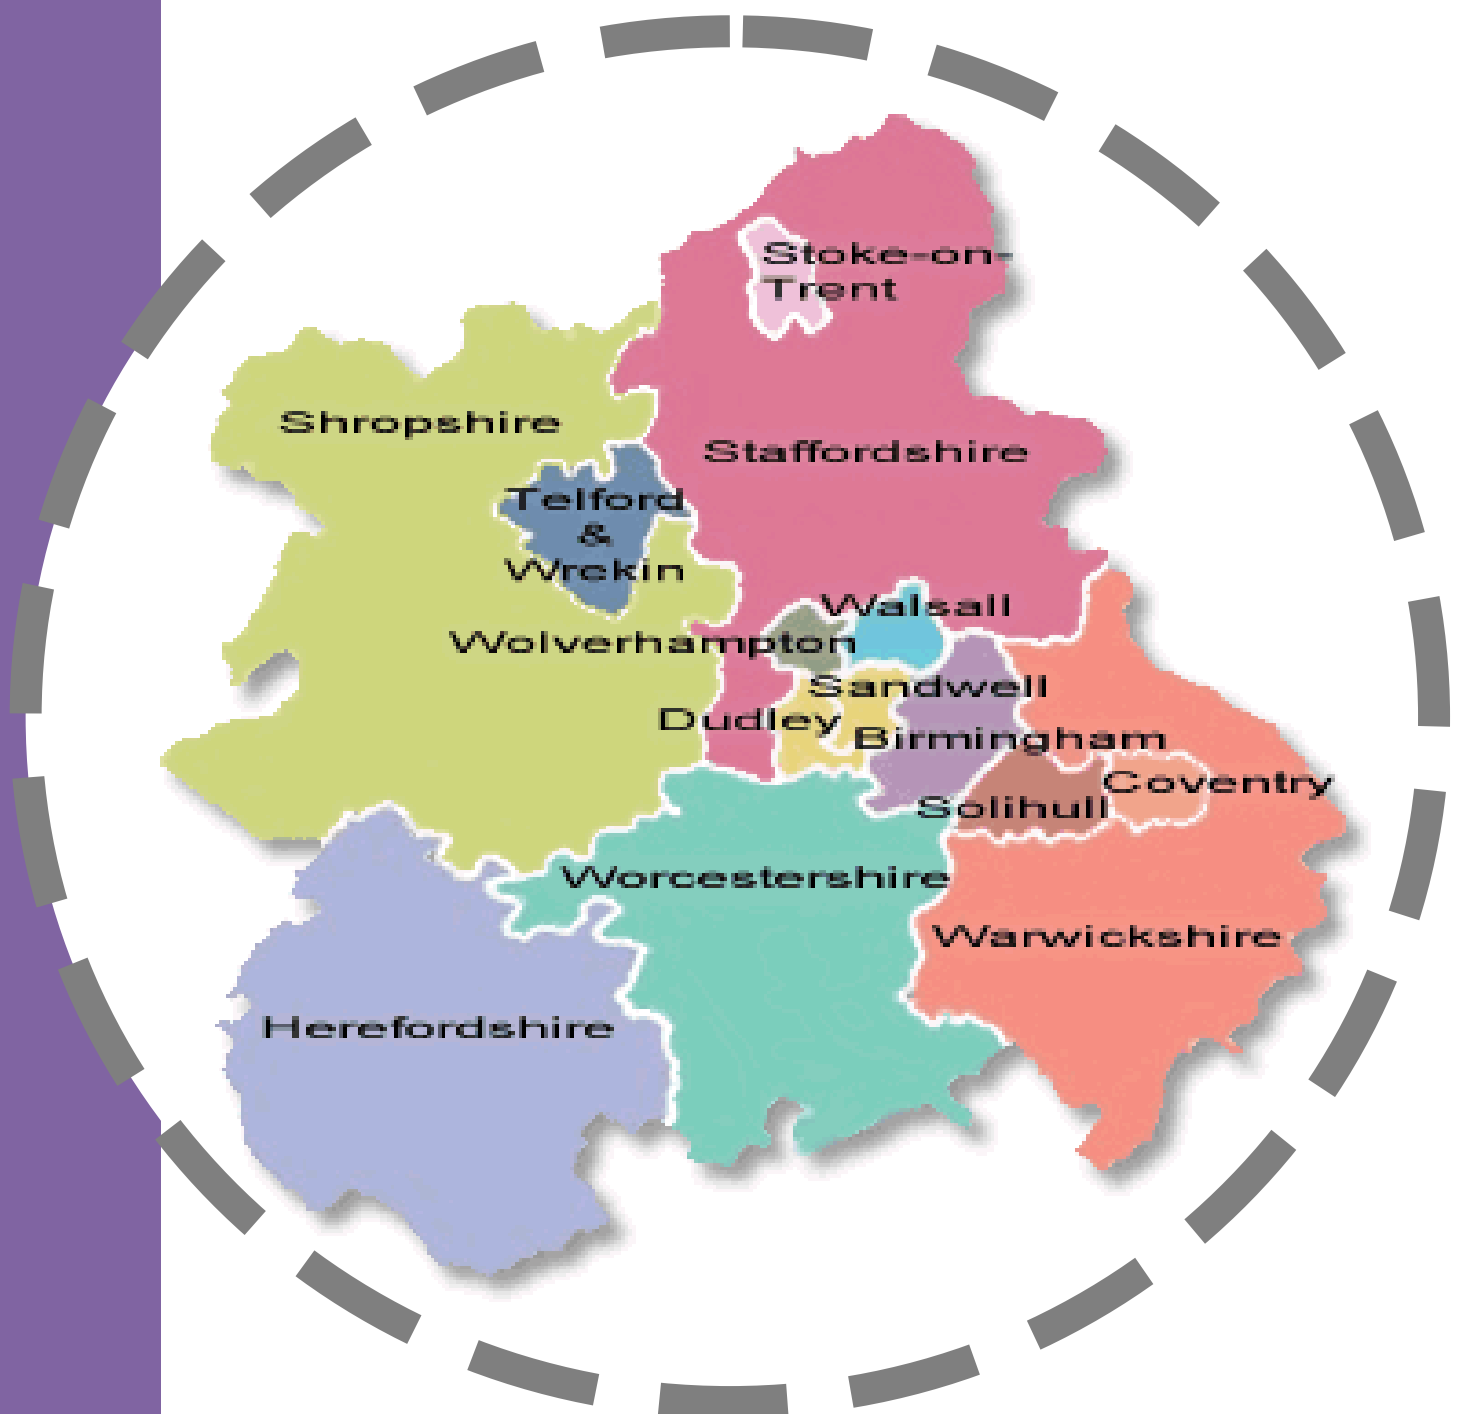 Stoke-on-
Trent
Shropshire
Staffordshire
Telford
&
Wrekin
Walsall
Wolverhampton
Sandwell
Dudley
Birmingham
Coventry
Solihull
Worcestershire
Warwickshire
Herefordshire